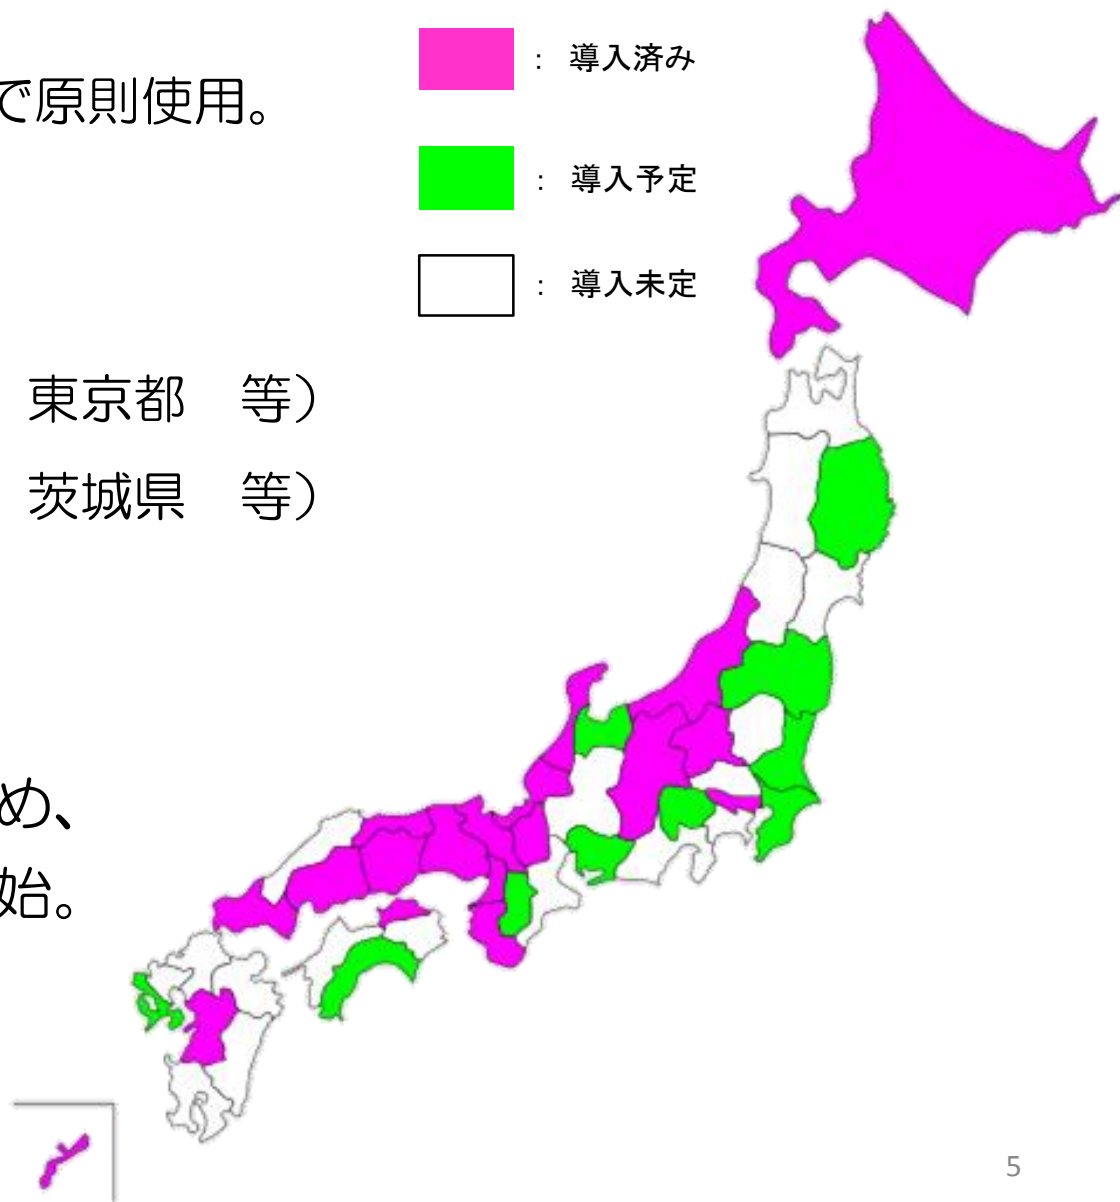 で原則使用。
： 導入済み
： 導入予定
： 導入未定
東京都　等）
茨城県　等）
め、
始。
5